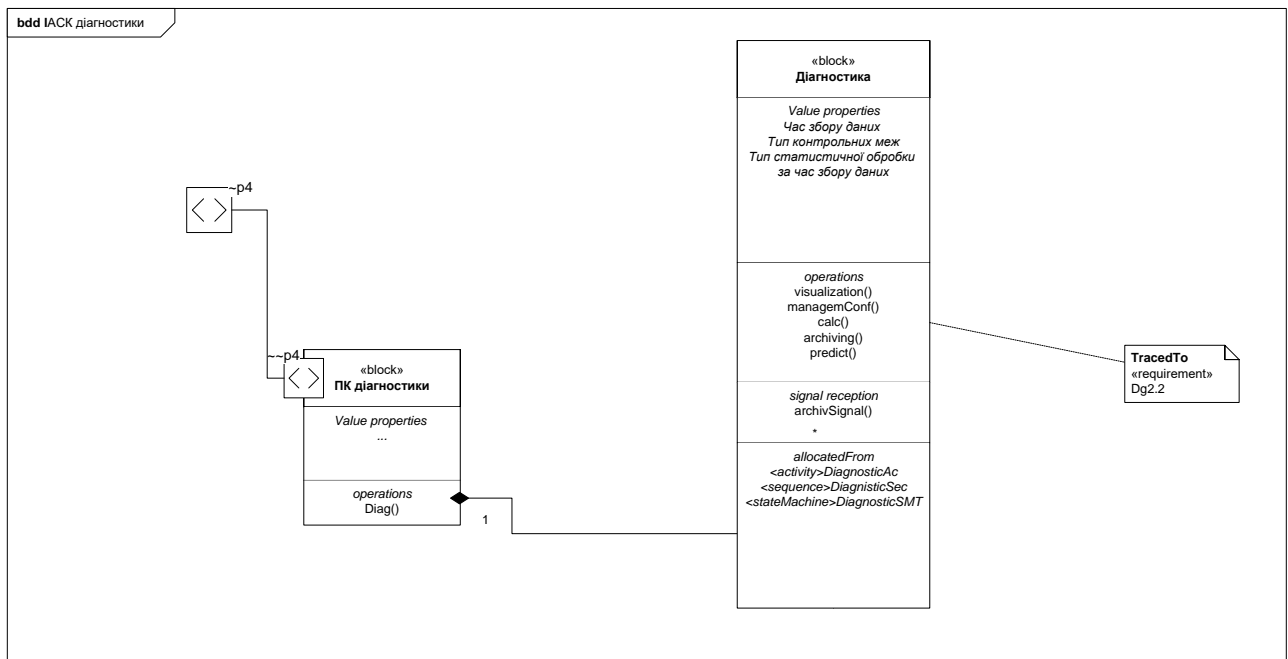 bdd ІАСК діагностики
«block»
Діагностика
Value properties
Час збору даних
Тип контрольних меж
Тип статистичної обробки
за час збору даних
operations
visualization()
managemConf()
calc()
archiving()
predict()
signal reception
archivSignal()
*
allocatedFrom
<activity>DiagnosticAc
<sequence>DiagnisticSec
<stateMachine>DiagnosticSMT
~p4
~~p4
«block»
ПК діагностики
Value properties
...
operations
Diag()
1
TracedTo
«requirement»
Dg2.2